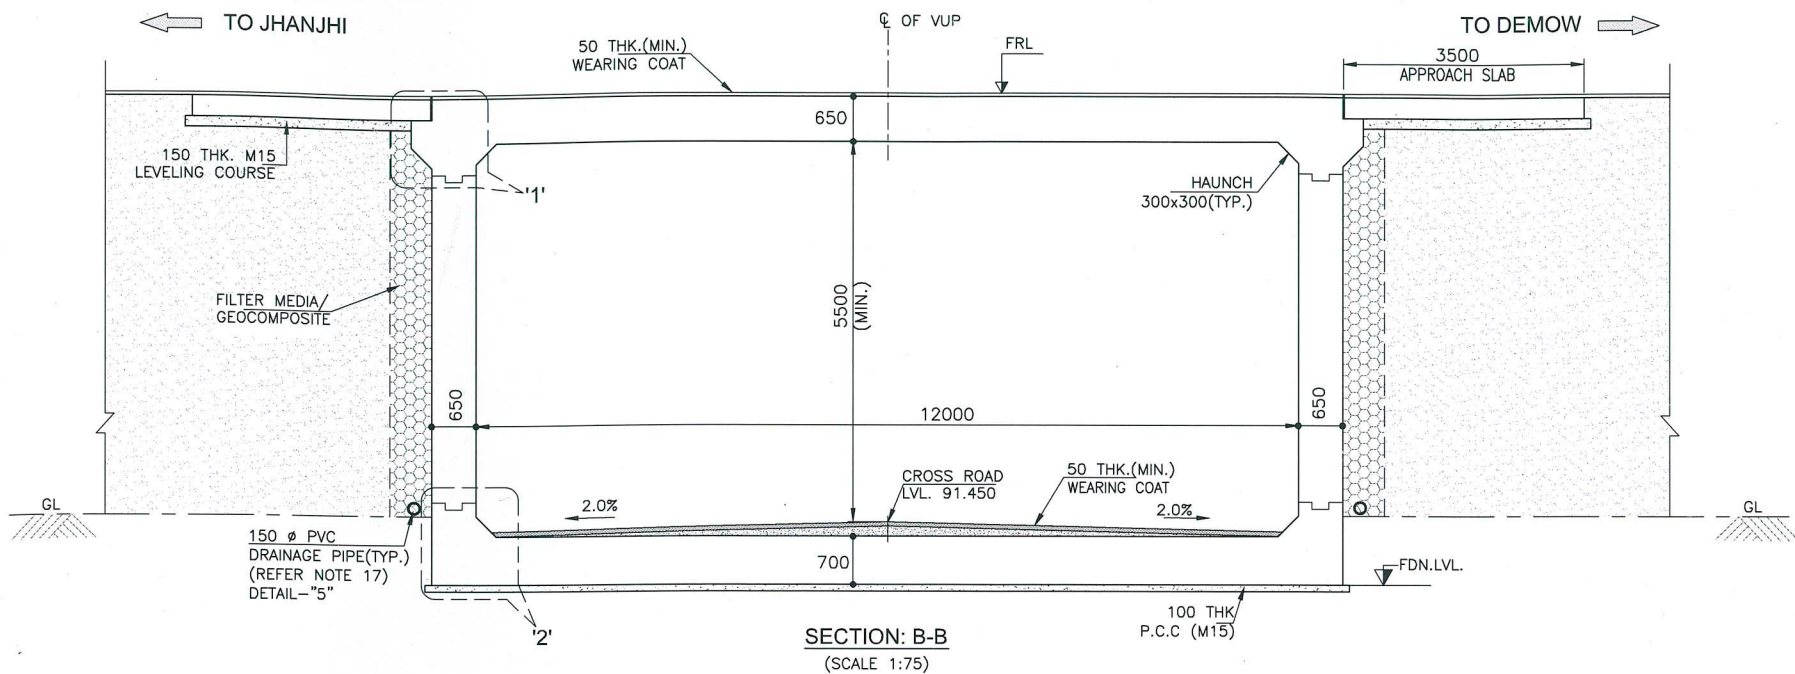 TO JHANJHI
℄ OF VUP
TO DEMOW
50 THK.(MIN.)
WEARING COAT
FRL
3500
APPROACH SLAB
650
150 THK. M15
LEVELING COURSE
'1'
HAUNCH
300x300(TYP.)
FILTER MEDIA/
GEOCOMPOSITE
5500
(MIN.)
650
12000
650
CROSS ROAD
LVL. 91.450
50 THK.(MIN.)
WEARING COAT
GL
2.0%
2.0%
GL
150 ø PVC
DRAINAGE PIPE(TYP.)
(REFER NOTE 17)
DETAIL-"5"
700
FDN.LVL.
'2'
100 THK
P.C.C (M15)
SECTION: B-B
(SCALE 1:75)